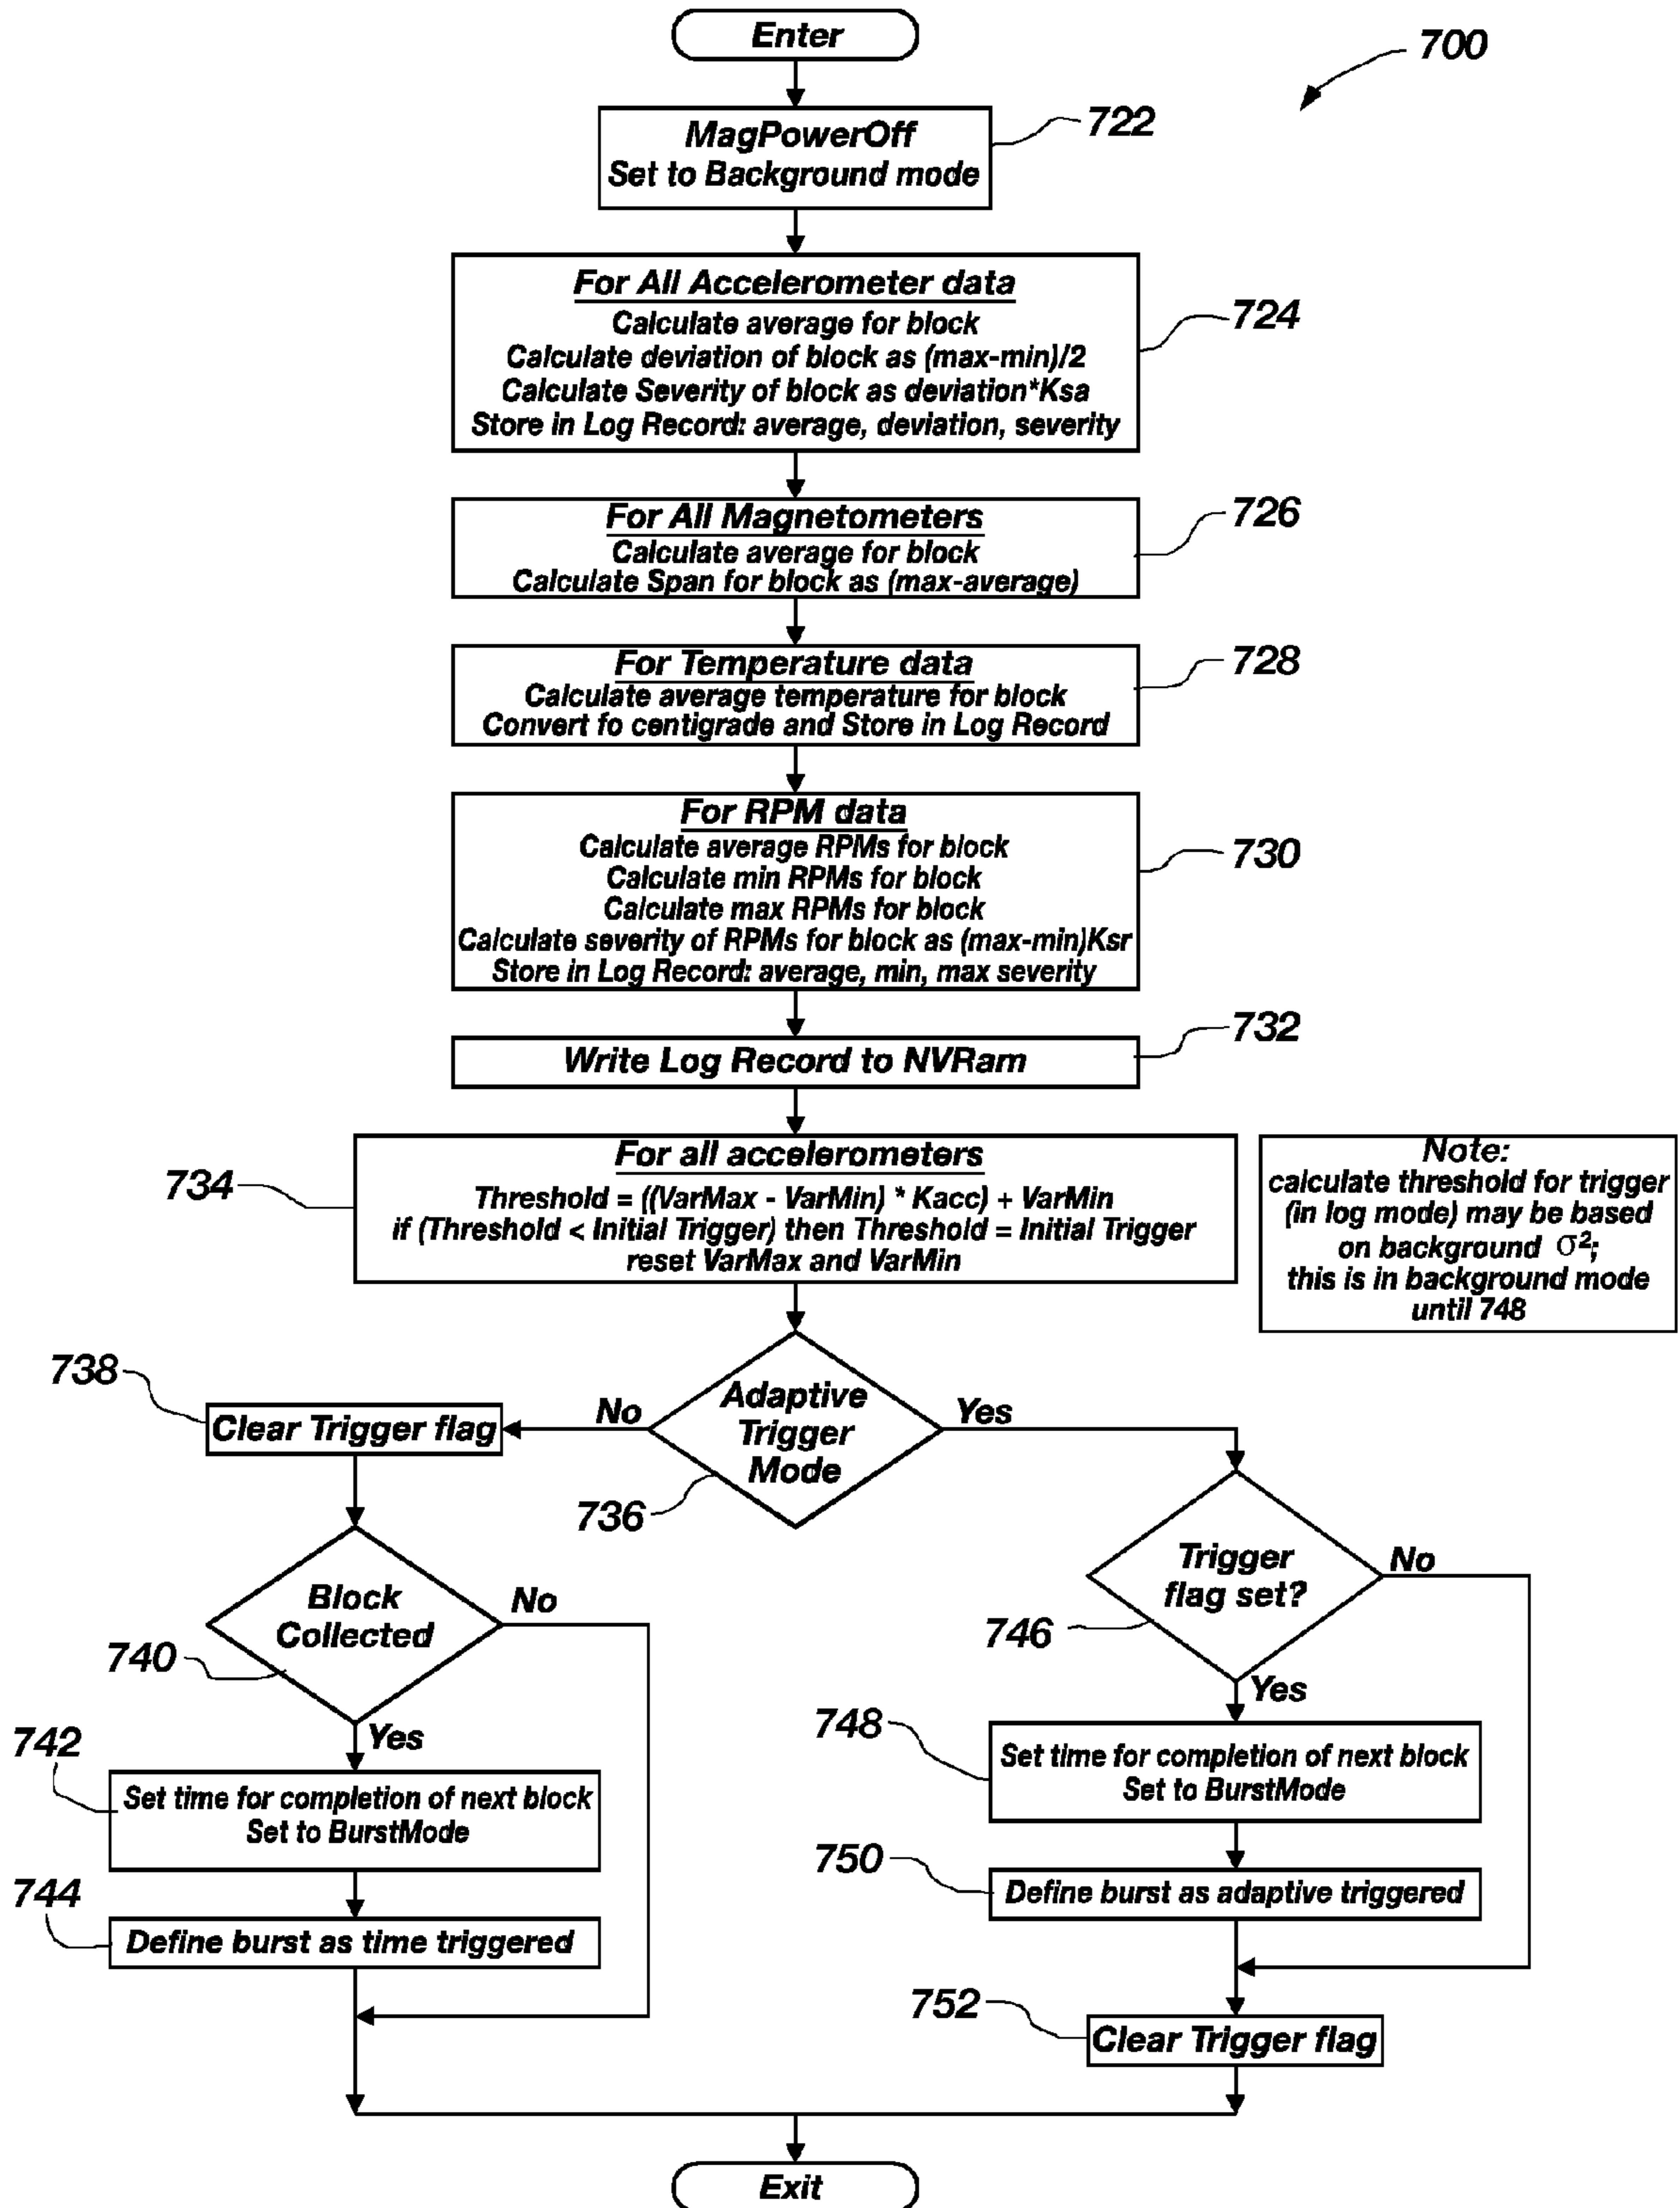 Enter
700
MagPowerOff
Set to Background mode
722
For All Accelerometer data
Calculate average for block
Calculate deviation of block as (max-min)/2
Calculate Severity of block as deviation*Ksa
Store in Log Record: average, deviation, severity
724
For All Magnetometers
Calculate average for block
Calculate Span for block as (max-average)
726
For Temperature data
Calculate average temperature for block
Convert fo centigrade and Store in Log Record
728
For RPM data
Calculate average RPMs for block
Calculate min RPMs for block
Calculate max RPMs for block
Calculate severity of RPMs for block as (max-min)Ksr
Store in Log Record: average, min, max severity
730
Write Log Record to NVRam
732
For all accelerometers
Threshold = ((VarMax - VarMin) * Kacc) + VarMin
if (Threshold < Initial Trigger) then Threshold = Initial Trigger
reset VarMax and VarMin
734
Note:
calculate threshold for trigger
(in log mode) may be based
on background σ²;
this is in background mode
until 748
Adaptive
Trigger
Mode
736
No
Yes
738
Clear Trigger flag
Block
Collected
740
No
Yes
742
Set time for completion of next block
Set to BurstMode
744
Define burst as time triggered
Trigger
flag set?
746
No
Yes
748
Set time for completion of next block
Set to BurstMode
750
Define burst as adaptive triggered
752
Clear Trigger flag
Exit